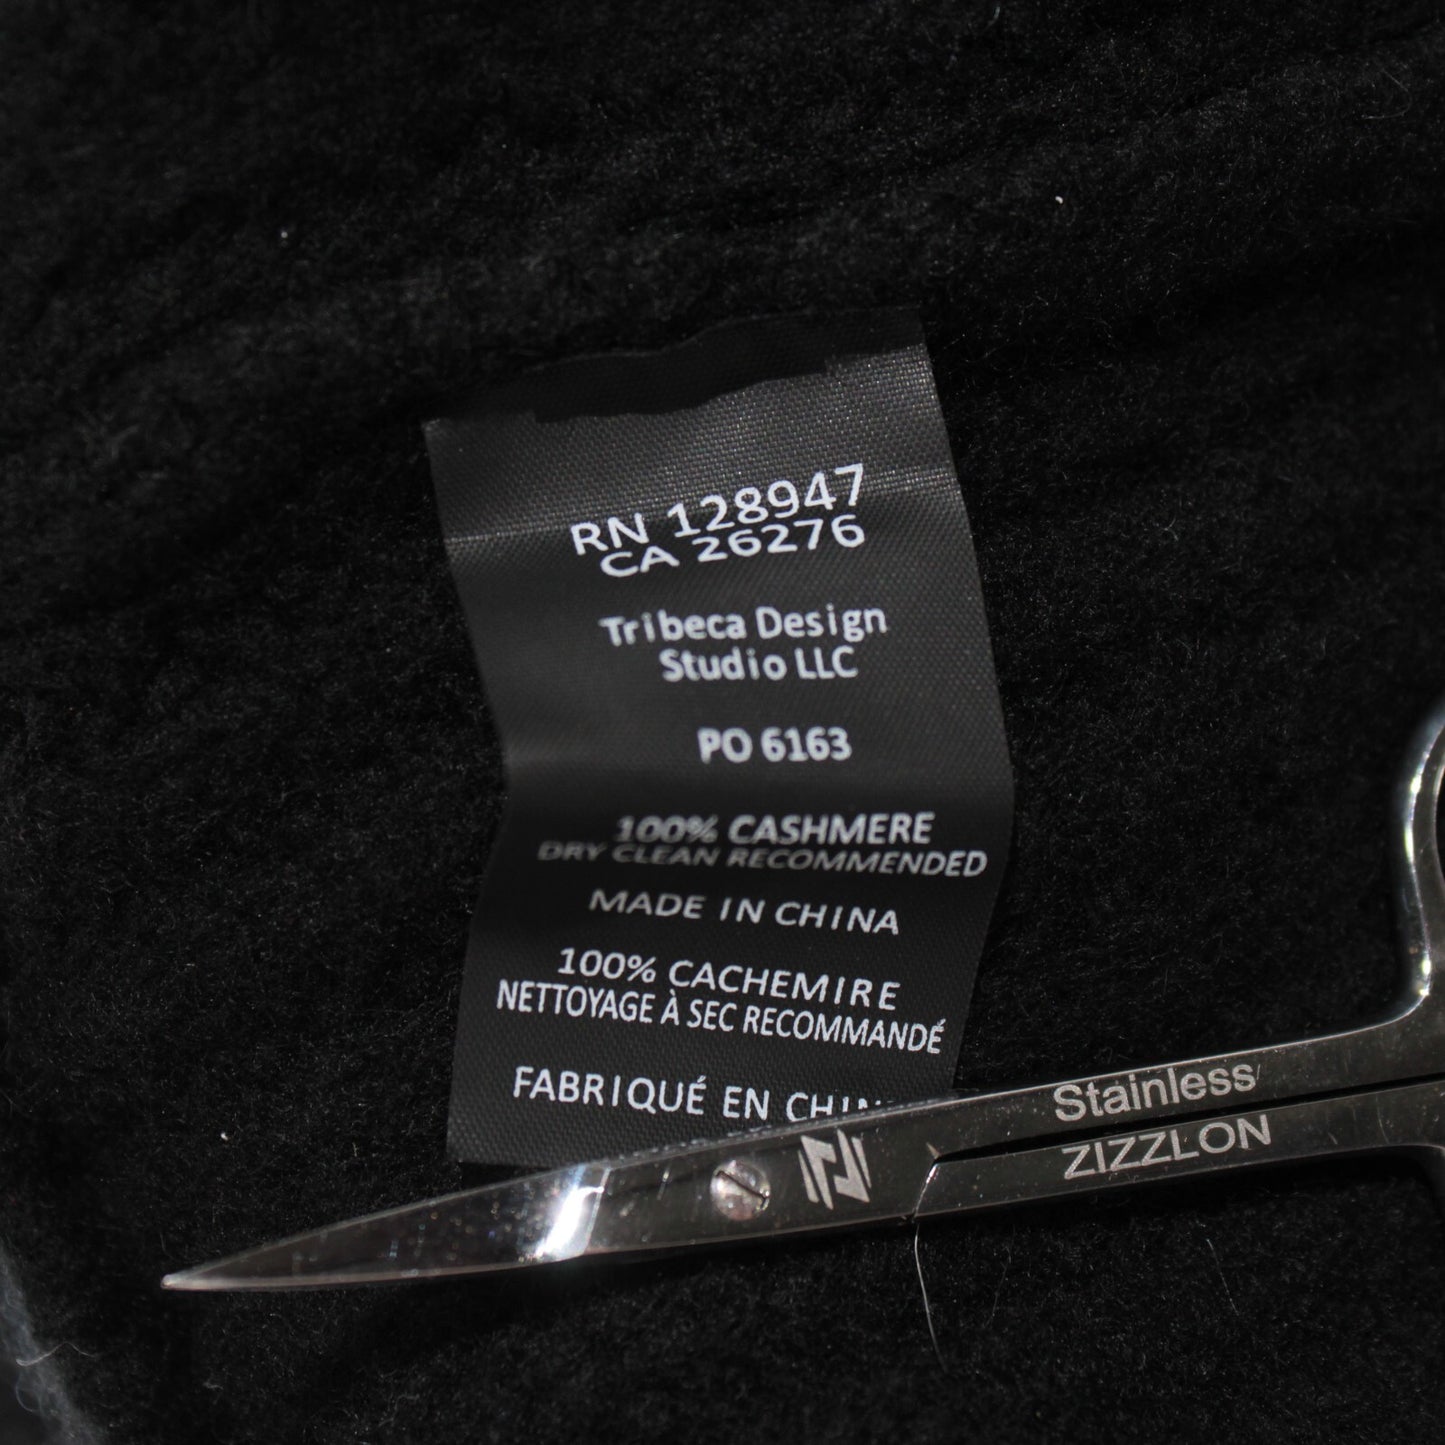 RN 128947
CA 26276
Tribeca Design
Studio LLC
PO 6163
100% CASHMERE
DRY CLEAN RECOMMENDED
MADE IN CHINA
100% CACHEMIRE
NETTOYAGE À SEC RECOMMANDÉ
FABRIQUÉ EN
Stainless
ZIZZLON